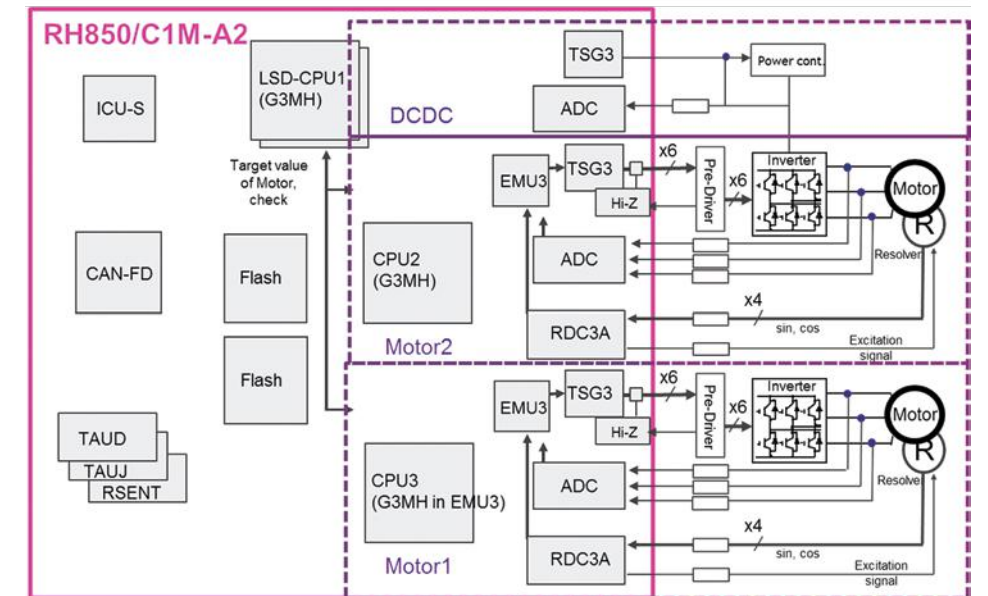 RH850/C1M-A2
ICU-S
LSD-CPU1
(G3MH)
Target value
of Motor,
check
CAN-FD
Flash
Flash
TAUD
TAUJ
RSENT
TSG3
Power cont.
ADC
DCDC
EMU3
TSG3
Hi-Z
x6
Pre-Driver
x6
Inverter
Motor
R
Resolver
CPU2
(G3MH)
ADC
x4
sin, cos
RDC3A
Excitation
signal
Motor2
EMU3
TSG3
Hi-Z
x6
Pre-Driver
x6
Inverter
Motor
R
Resolver
CPU3
(G3MH in EMU3)
ADC
x4
sin, cos
RDC3A
Excitation
signal
Motor1